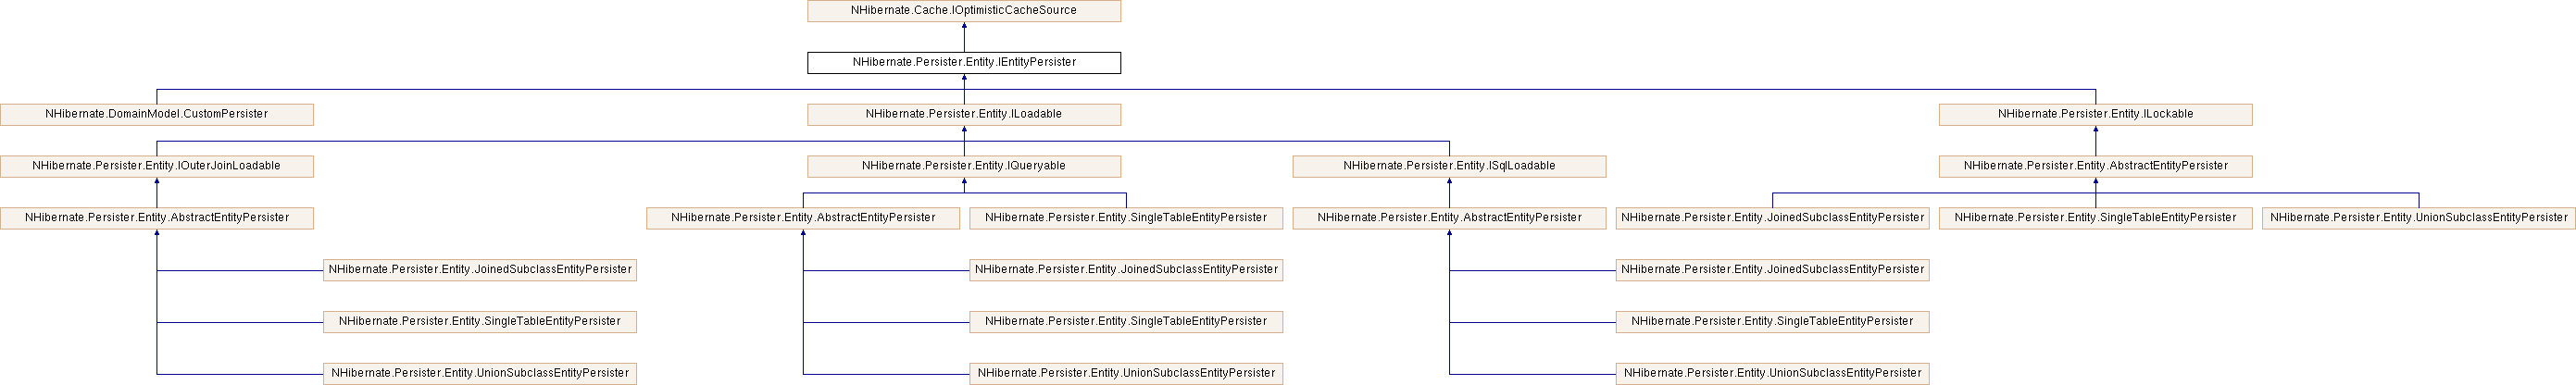 NHibernate.Cache.IOptimisticCacheSource
NHibernate.Persister.Entity.IEntityPersister
NHibernate.DomainModel.CustomPersister
NHibernate.Persister.Entity.ILoadable
NHibernate.Persister.Entity.ILockable
NHibernate.Persister.Entity.IOuterJoinLoadable
NHibernate.Persister.Entity.IQueryable
NHibernate.Persister.Entity.ISqlLoadable
NHibernate.Persister.Entity.AbstractEntityPersister
NHibernate.Persister.Entity.AbstractEntityPersister
NHibernate.Persister.Entity.AbstractEntityPersister
NHibernate.Persister.Entity.SingleTableEntityPersister
NHibernate.Persister.Entity.AbstractEntityPersister
NHibernate.Persister.Entity.JoinedSubclassEntityPersister
NHibernate.Persister.Entity.SingleTableEntityPersister
NHibernate.Persister.Entity.UnionSubclassEntityPersister
NHibernate.Persister.Entity.JoinedSubclassEntityPersister
NHibernate.Persister.Entity.JoinedSubclassEntityPersister
NHibernate.Persister.Entity.JoinedSubclassEntityPersister
NHibernate.Persister.Entity.SingleTableEntityPersister
NHibernate.Persister.Entity.SingleTableEntityPersister
NHibernate.Persister.Entity.SingleTableEntityPersister
NHibernate.Persister.Entity.UnionSubclassEntityPersister
NHibernate.Persister.Entity.UnionSubclassEntityPersister
NHibernate.Persister.Entity.UnionSubclassEntityPersister